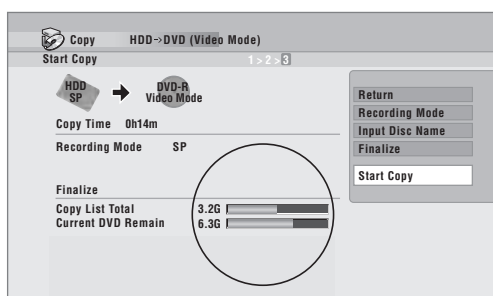 Copy HDD->DVD (Video Mode)
Start Copy 1 > 2 > 3
HDD SP
DVD-R Video Mode
Copy Time 0h14m
Recording Mode SP
Finalize
Copy List Total 3.2G
Current DVD Remain 6.3G
Return
Recording Mode
Input Disc Name
Finalize
Start Copy